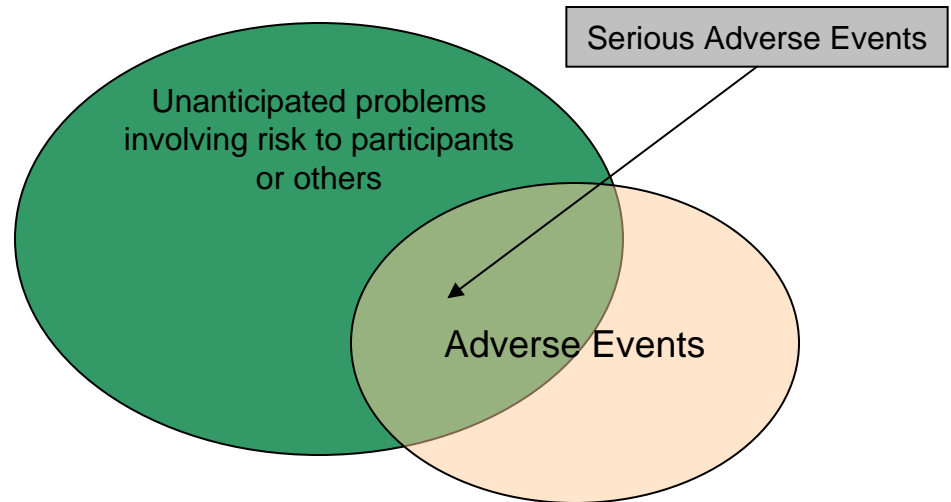 Serious Adverse Events
Unanticipated problems
involving risk to participants
or others
Adverse Events